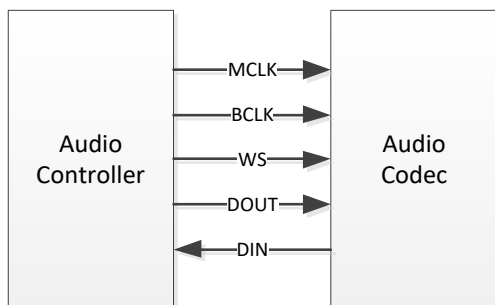 Audio
Controller
MCLK
BCLK
WS
DOUT
DIN
Audio
Codec